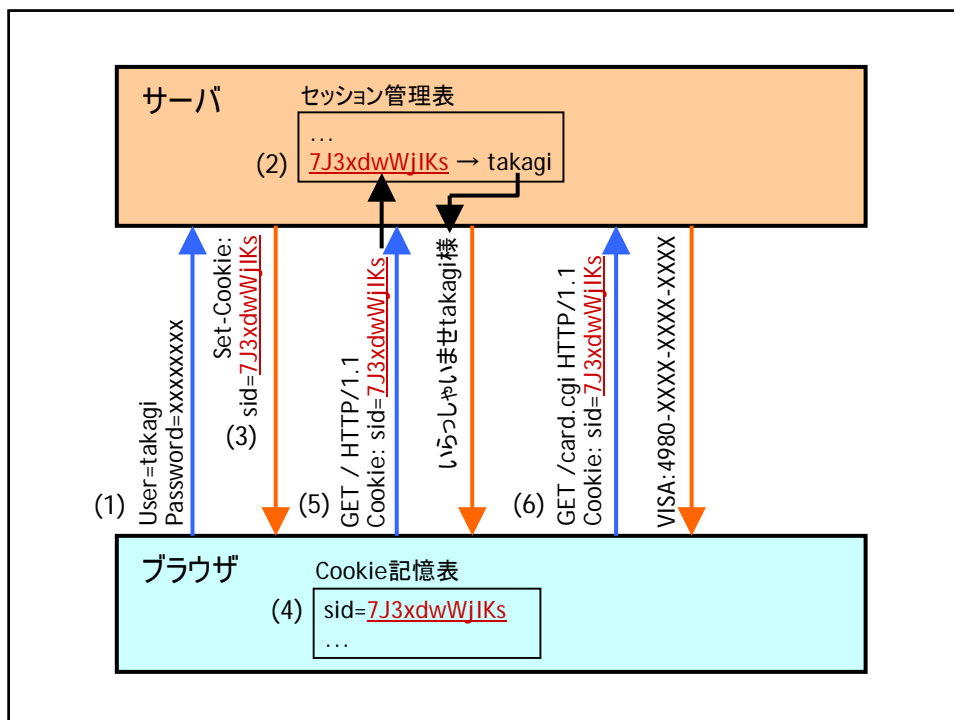 サーバ
セッション管理表
...
(2)
7J3xdwWjIKs → takagi
(1)
User=takagi
Password=xxxxxxxx
(3)
Set-Cookie:
sid=7J3xdwWjIKs
(5)
GET / HTTP/1.1
Cookie: sid=7J3xdwWjIKs
いらっしゃいませtakagi様
(6)
GET /card.cgi HTTP/1.1
Cookie: sid=7J3xdwWjIKs
VISA:4980-XXXX-XXXX-XXXX
ブラウザ
Cookie記憶表
(4)
sid=7J3xdwWjIKs
...